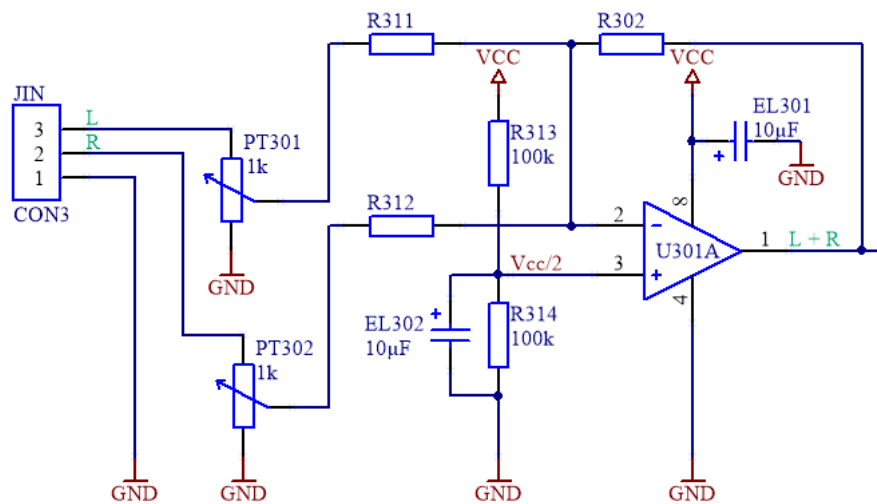 R311
R302
VCC
VCC
JIN
L
3
R
2
1
CON3
PT301
1k
R313
100k
EL301
10μF
+
GND
R312
8
2
−
U301A
1
L + R
Vcc/2
3
+
4
GND
+
EL302
10μF
R314
100k
PT302
1k
GND
GND
GND
GND